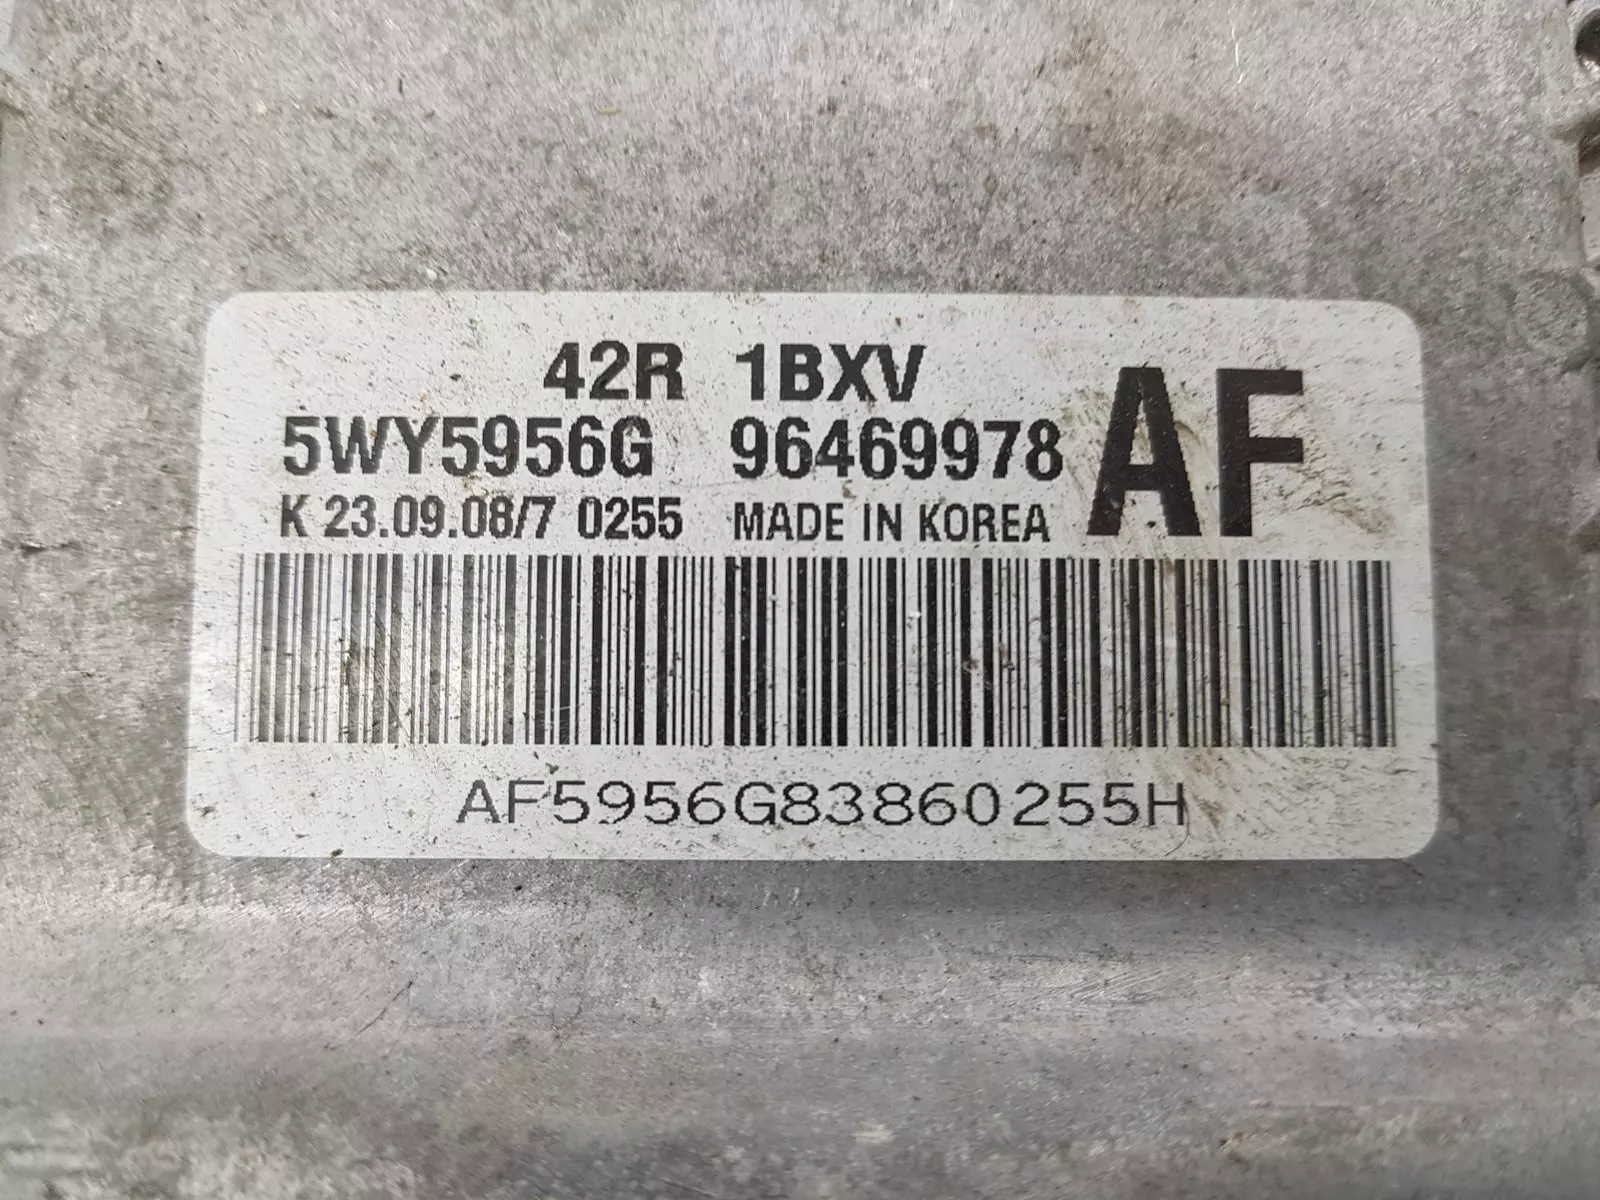 42R 1BXV
5WY5956G 96469978 AF
K 23.09.08/7 0255 MADE IN KOREA
AF5956G83860255H